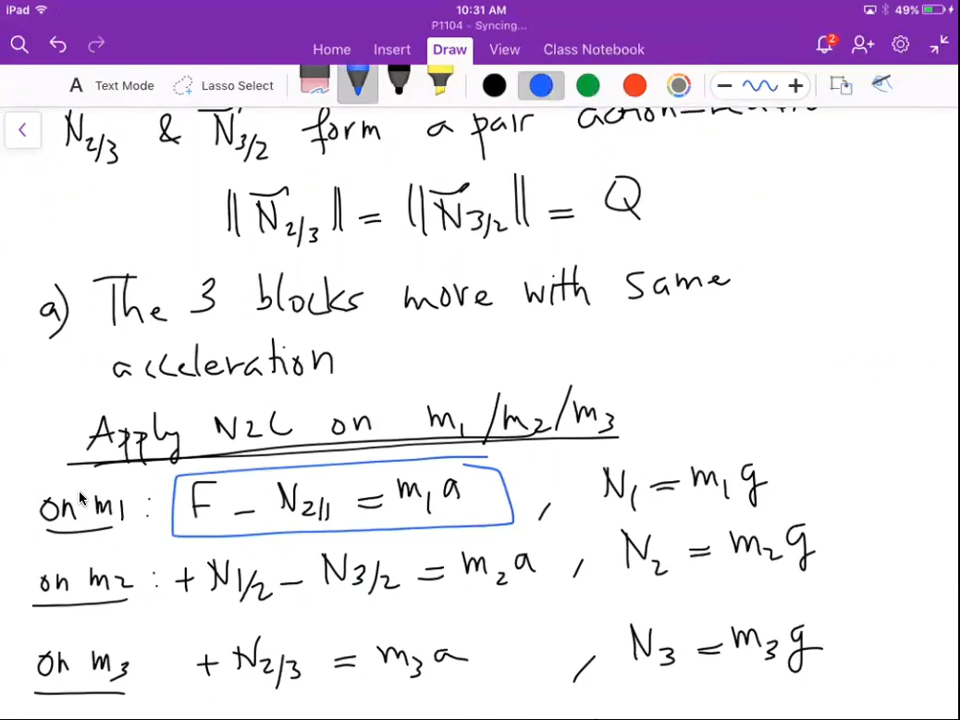 iPad 10:31 AM 49%
P1104 – Syncing...
Home Insert Draw View Class Notebook 2
A Text Mode Lasso Select
N2/3 & N3/2 form a pair
||N2/3|| = ||N3/2|| = Q
a) The 3 blocks move with same
acceleration
Apply N2L on m1/m2/m3
on m1 : F - N2/1 = m1 a , N1 = m1 g
on m2 : + N1/2 - N3/2 = m2 a , N2 = m2 g
on m3 + N2/3 = m3 a , N3 = m3 g